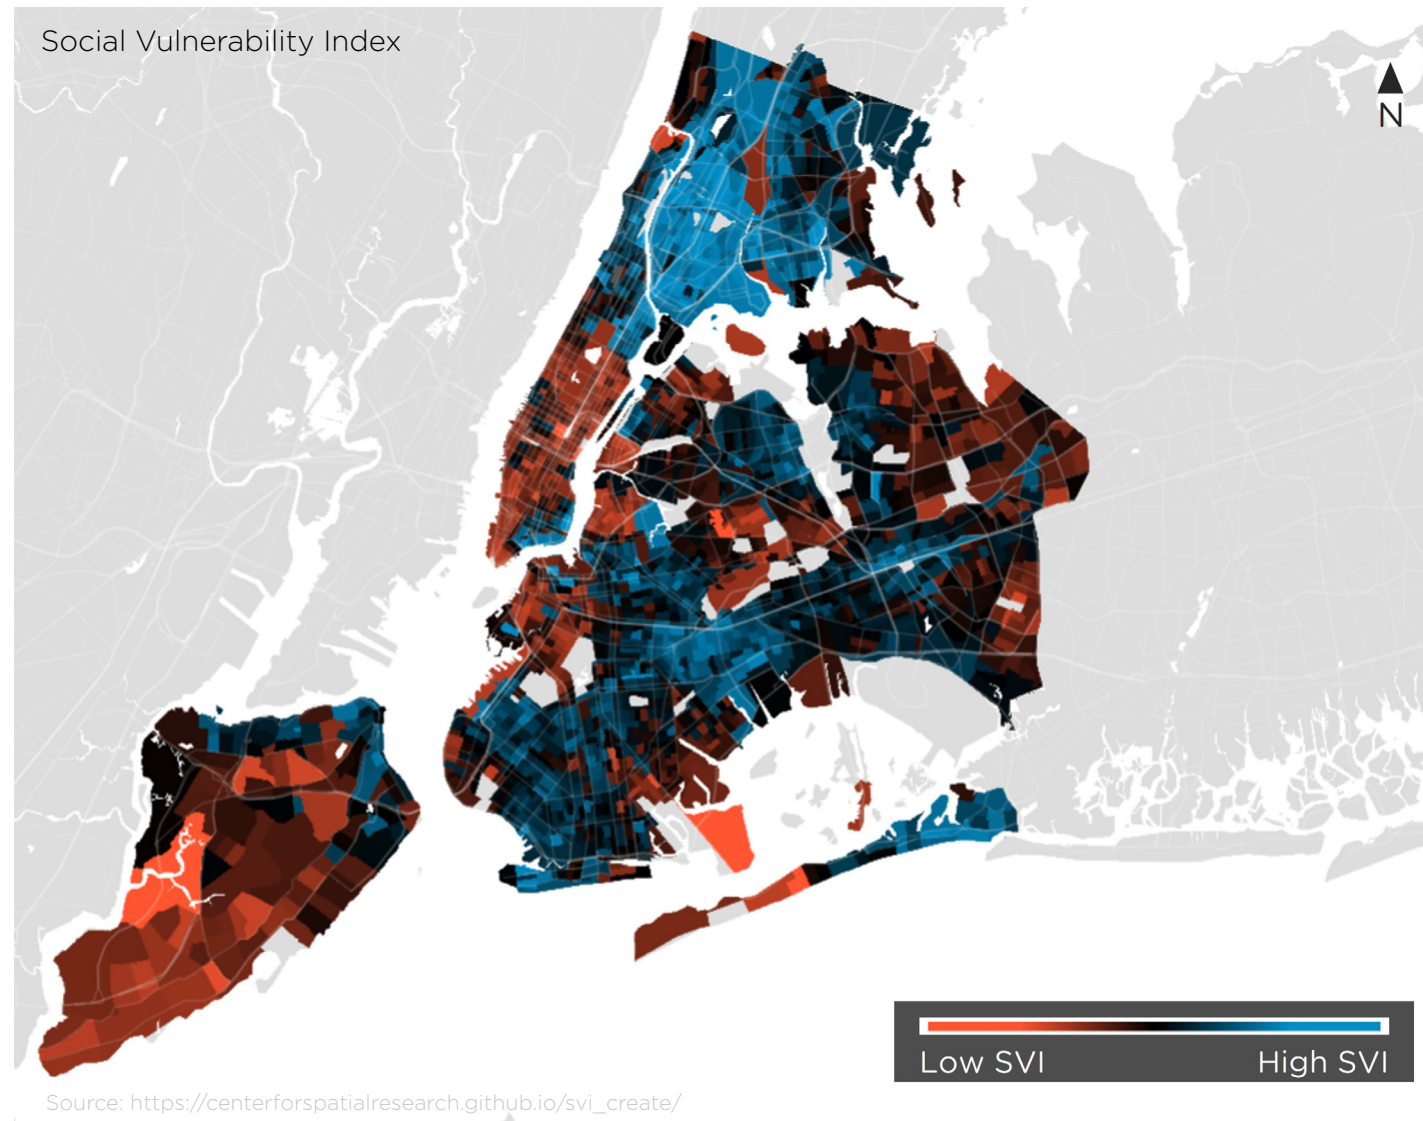 Social Vulnerability Index
N
Low SVI
High SVI
Source: https://centerforspatialresearch.github.io/svi_create/